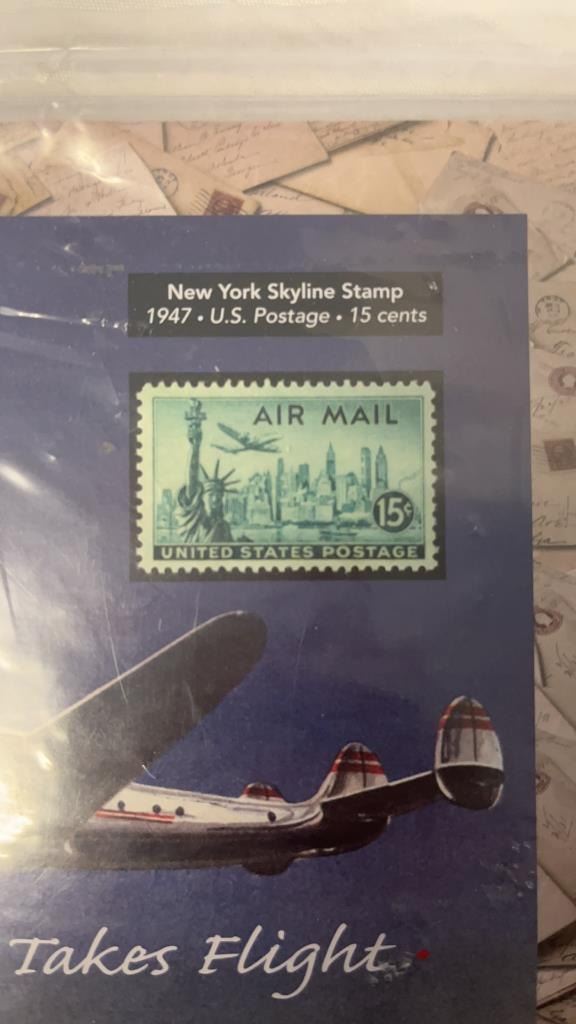 New York Skyline Stamp
1947 • U.S. Postage • 15 cents
AIR MAIL
15¢
UNITED STATES POSTAGE
Takes Flight